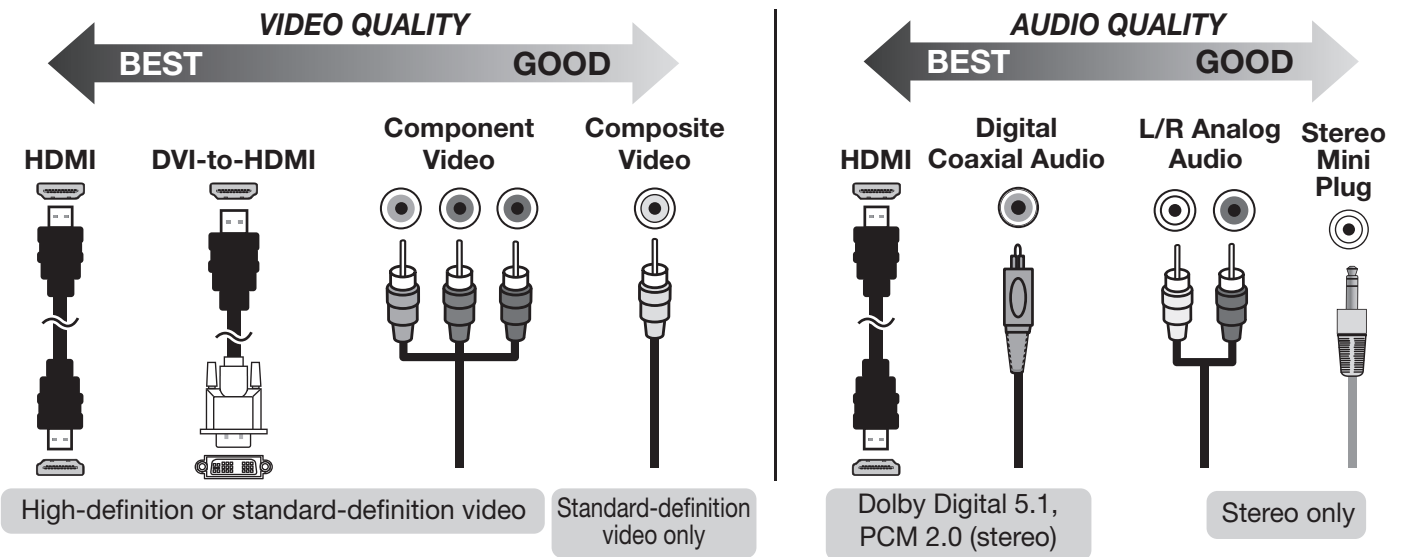 VIDEO QUALITY
BEST
GOOD
HDMI
DVI-to-HDMI
Component
Video
Composite
Video
High-definition or standard-definition video
Standard-definition
video only
AUDIO QUALITY
BEST
GOOD
HDMI
Digital
Coaxial Audio
L/R Analog
Audio
Stereo
Mini
Plug
Dolby Digital 5.1,
PCM 2.0 (stereo)
Stereo only